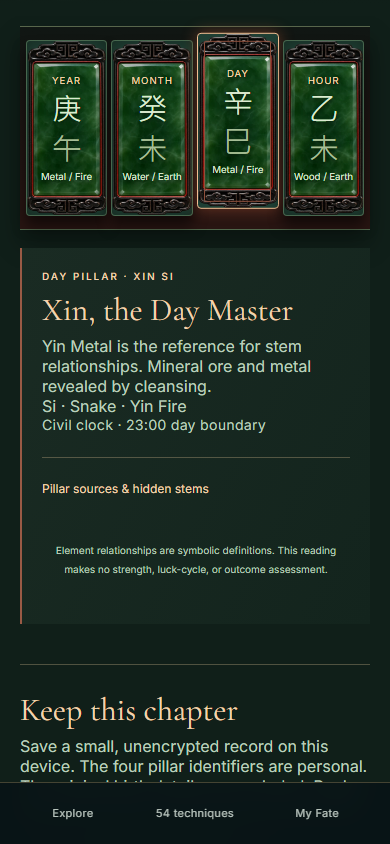 YEAR
庚
午
Metal / Fire
MONTH
癸
未
Water / Earth
DAY
辛
巳
Metal / Fire
HOUR
乙
未
Wood / Earth
DAY PILLAR · XIN SI
Xin, the Day Master
Yin Metal is the reference for stem
relationships. Mineral ore and metal
revealed by cleansing.
Si · Snake · Yin Fire
Civil clock · 23:00 day boundary
Pillar sources & hidden stems
Element relationships are symbolic definitions. This reading
makes no strength, luck-cycle, or outcome assessment.
Keep this chapter
Save a small, unencrypted record on this
device. The four pillar identifiers are personal.
Explore
54 techniques
My Fate